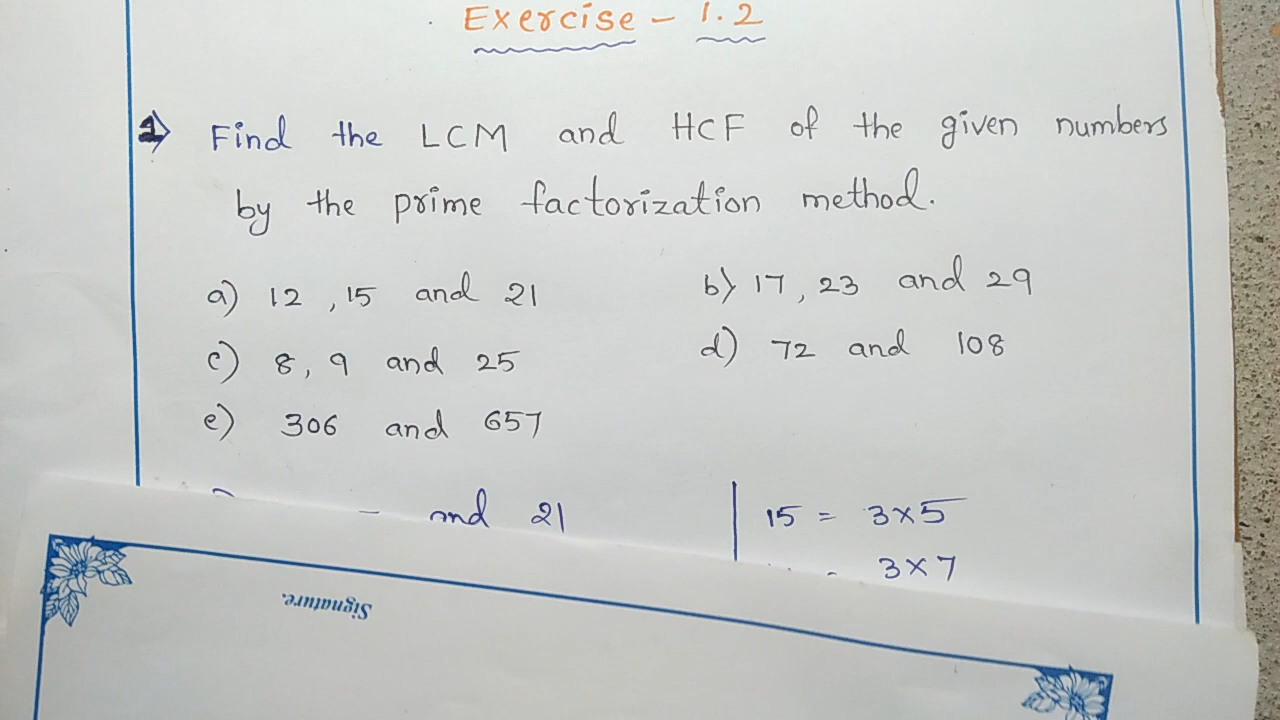 Exercise - 1.2
1) Find the LCM and HCF of the given numbers
by the prime factorization method.
a) 12, 15 and 21
b) 17, 23 and 29
c) 8, 9 and 25
d) 72 and 108
e) 306 and 657
and 21
15 = 3×5
3×7
Signature.